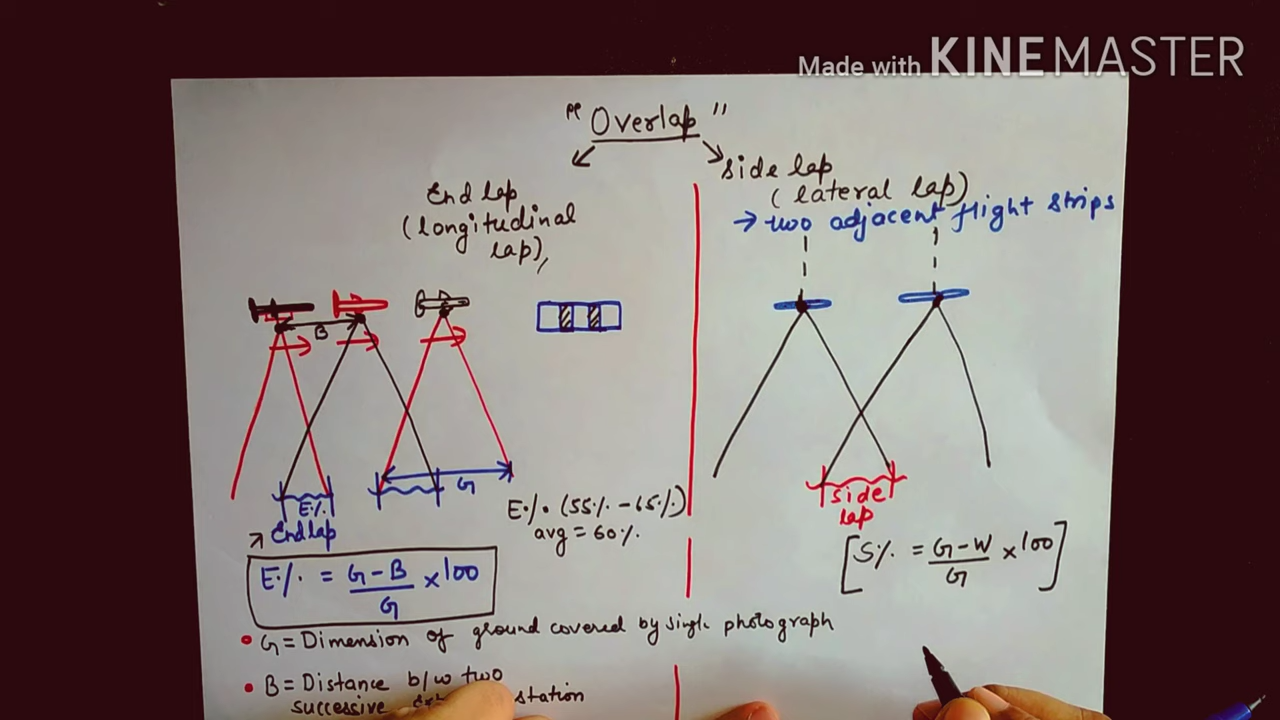 Made with KINEMASTER
"Overlap"
End lap
(longitudinal
lap),
Side lap
(lateral lap)
→ two adjacent flight strips
B
G
E%
End lap
E% (55% - 65%)
avg = 60%
E% = G-B/G × 100
side
lap
[S% = G-W/G × 100]
• G = Dimension of ground covered by single photograph
• B = Distance b/w two
successive station